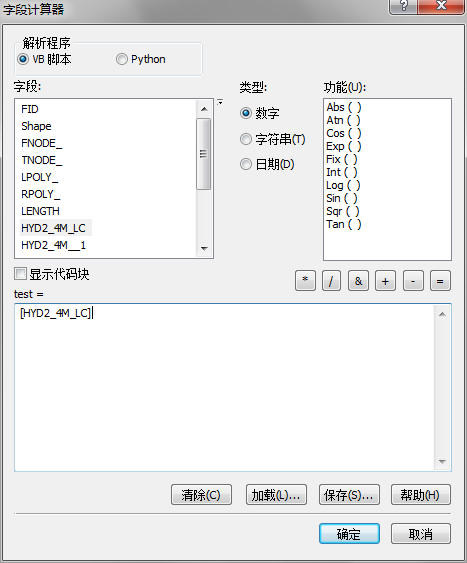 字段计算器
解析程序
VB 脚本
Python
字段:
类型:
功能(U):
FID
Shape
FNODE_
TNODE_
LPOLY_
RPOLY_
LENGTH
HYD2_4M_LC
HYD2_4M__1
数字
字符串(T)
日期(D)
Abs ( )
Atn ( )
Cos ( )
Exp ( )
Fix ( )
Int ( )
Log ( )
Sin ( )
Sqr ( )
Tan ( )
显示代码块
* / & + - =
test =
[HYD2_4M_LC]
清除(C) 加载(L)... 保存(S)... 帮助(H)
确定 取消